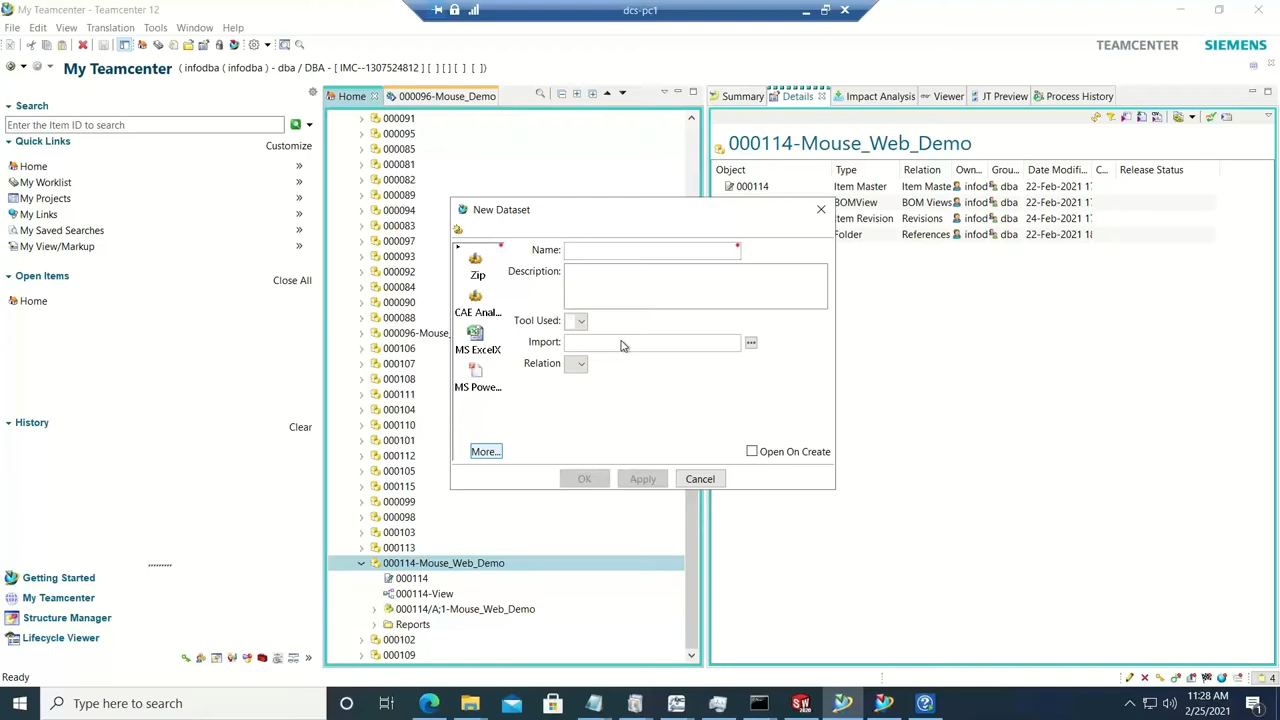 My Teamcenter - Teamcenter 12
dcs-pc1
File Edit View Translation Tools Window Help
TEAMCENTER SIEMENS
My Teamcenter ( infodba ( infodba ) - dba / DBA - [ IMC--1307524812 ] [ ] [ ] [ ] )
Search
Enter the Item ID to search
Quick Links
Customize
Home
My Worklist
My Projects
My Links
My Saved Searches
My View/Markup
Open Items
Close All
Home
History
Clear
Getting Started
My Teamcenter
Structure Manager
Lifecycle Viewer
Ready
Home 000096-Mouse_Demo
000091
000095
000085
000081
000082
000089
000094
000083
000097
000093
000092
000084
000090
000088
000096-Mouse_
000106
000107
000108
000111
000104
000110
000101
000112
000105
000115
000099
000098
000103
000113
000114-Mouse_Web_Demo
000114
000114-View
000114/A;1-Mouse_Web_Demo
Reports
000102
000109
New Dataset
Zip
CAE Anal...
MS ExcelX
MS Powe...
More...
Name:
Description:
Tool Used:
Import:
Relation
Open On Create
OK Apply Cancel
Summary Details Impact Analysis Viewer JT Preview Process History
000114-Mouse_Web_Demo
Object Type Relation Own... Grou... Date Modifi... C... Release Status
000114 Item Master Item Maste infod dba 22-Feb-2021 1
BOMView BOM Views infod dba 22-Feb-2021 1
Item Revision Revisions infod dba 24-Feb-2021 1
Folder References infod dba 22-Feb-2021 1
4
Type here to search
11:28 AM
2/25/2021
1